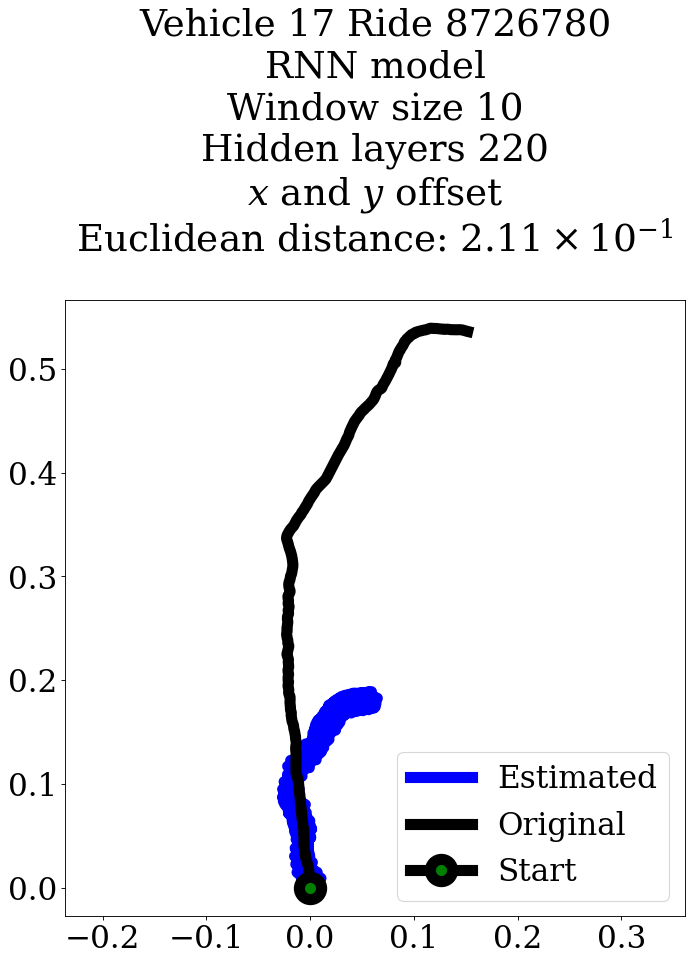 Vehicle 17 Ride 8726780
RNN model
Window size 10
Hidden layers 220
x and y offset
Euclidean distance: 2.11 × 10⁻¹
0.5
0.4
0.3
0.2
0.1
0.0
Estimated
Original
Start
−0.2 −0.1 0.0 0.1 0.2 0.3